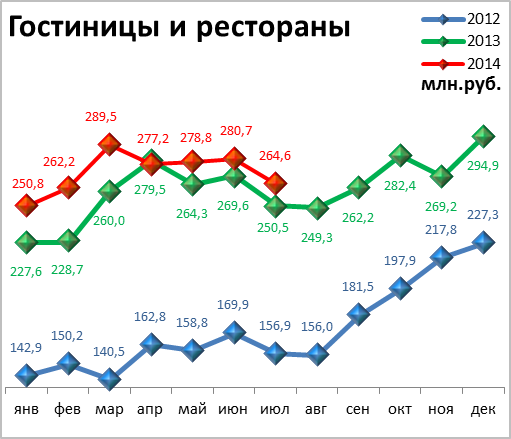 Гостиницы и рестораны
2012
2013
2014
млн.руб.
250,8 262,2 289,5 277,2 278,8 280,7 264,6
227,6 228,7 260,0 279,5 264,3 269,6 250,5 249,3 262,2 282,4 269,2 294,9
142,9 150,2 140,5 162,8 158,8 169,9 156,9 156,0 181,5 197,9 217,8 227,3
янв фев мар апр май июн июл авг сен окт ноя дек